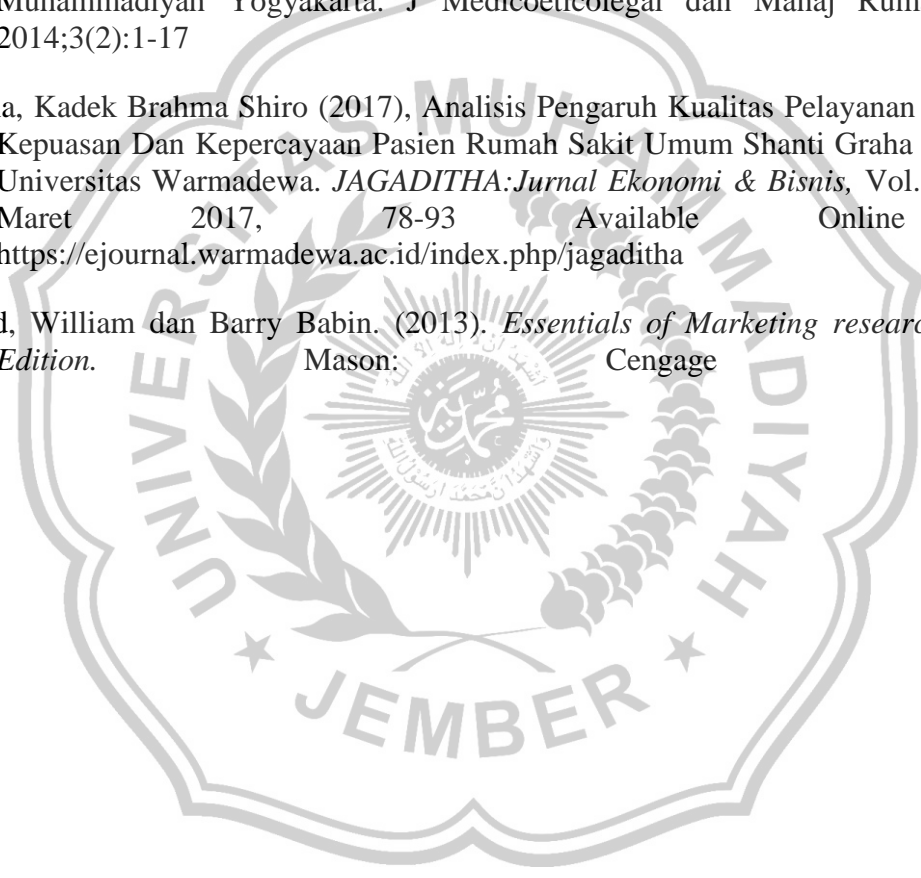 Muhammadiyah Yogyakarta. J Medicoeticolegal dan Manaj Rum
2014;3(2):1-17
a, Kadek Brahma Shiro (2017), Analisis Pengaruh Kualitas Pelayanan
Kepuasan Dan Kepercayaan Pasien Rumah Sakit Umum Shanti Graha
Universitas Warmadewa. JAGADITHA:Jurnal Ekonomi & Bisnis, Vol.
Maret 2017, 78-93 Available Online
https://ejournal.warmadewa.ac.id/index.php/jagaditha
d, William dan Barry Babin. (2013). Essentials of Marketing researc
Edition. Mason: Cengage
UNIVERSITAS MUHAMMADIYAH
JEMBER